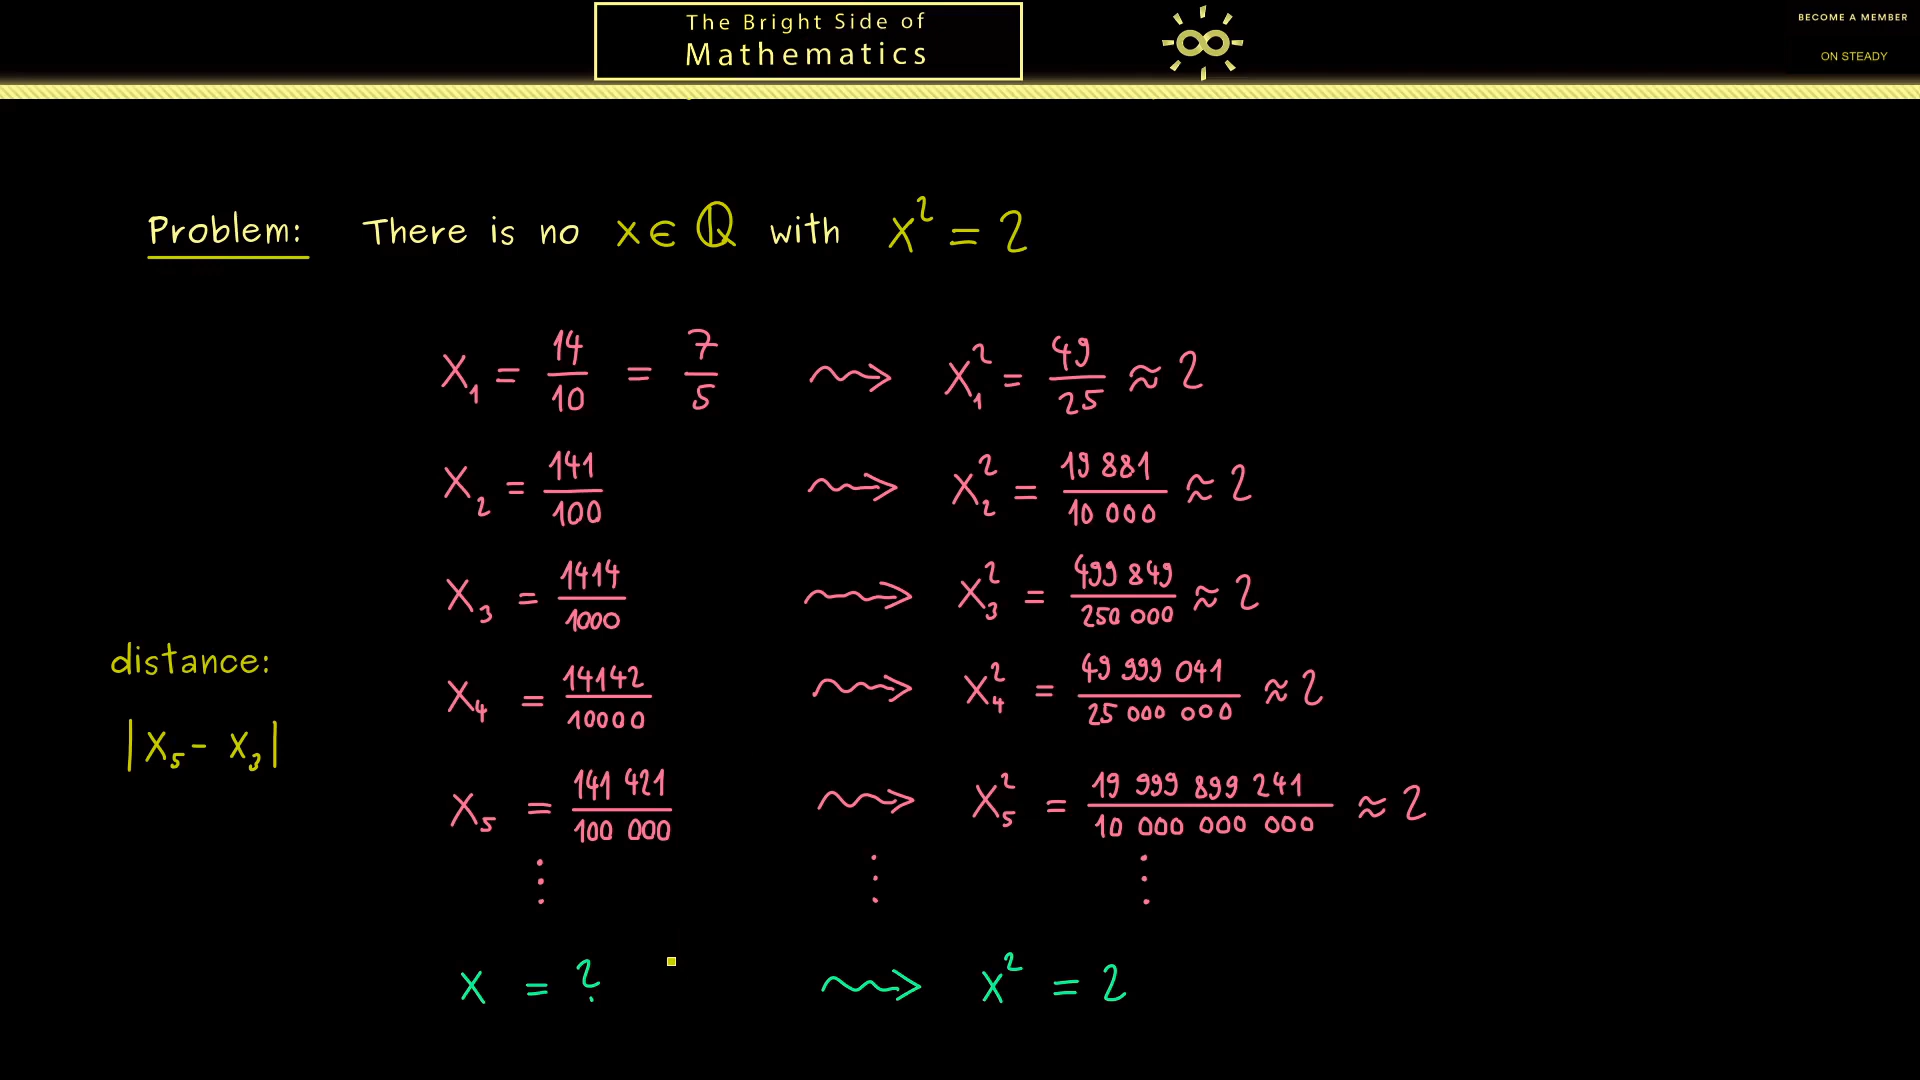 The Bright Side of
Mathematics
BECOME A MEMBER
ON STEADY
Problem: There is no x ∈ ℚ with x² = 2
x₁ = 14/10 = 7/5 ⇝ x₁² = 49/25 ≈ 2
x₂ = 141/100 ⇝ x₂² = 19 881/10 000 ≈ 2
x₃ = 1414/1000 ⇝ x₃² = 499 849/250 000 ≈ 2
distance:
x₄ = 14142/10000 ⇝ x₄² = 49 999 041/25 000 000 ≈ 2
|x₅ - x₃|
x₅ = 141 421/100 000 ⇝ x₅² = 19 999 899 241/10 000 000 000 ≈ 2
⋮ ⋮ ⋮
x = ? ⇝ x² = 2